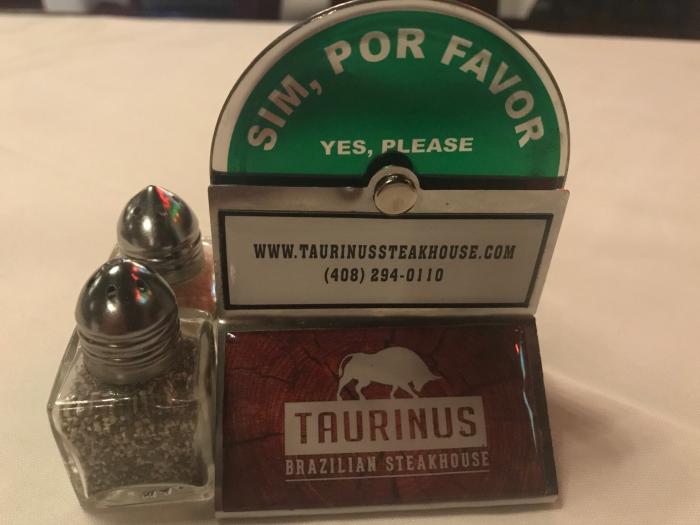 SIM, POR FAVOR
YES, PLEASE
WWW.TAURINUSSTEAKHOUSE.COM
(408) 294-0110
TAURINUS
BRAZILIAN STEAKHOUSE